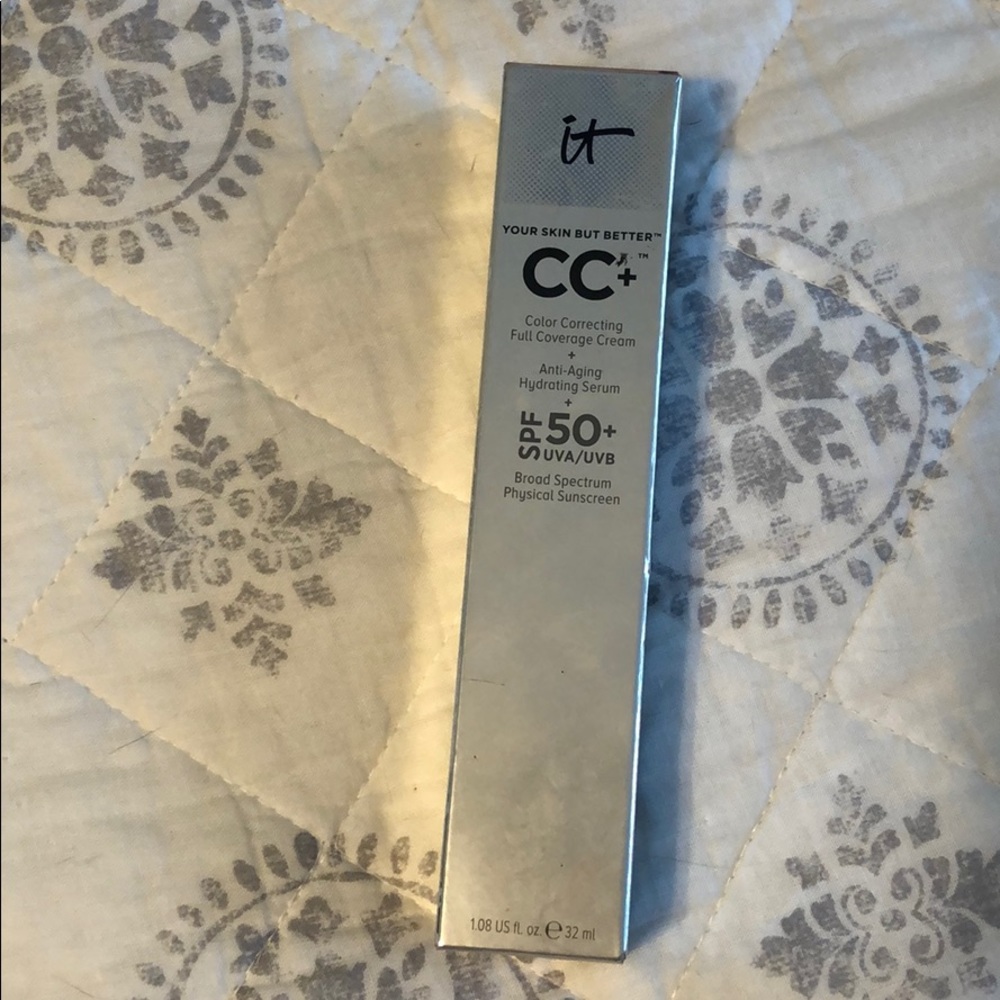 it
YOUR SKIN BUT BETTER™
CC+™
Color Correcting
Full Coverage Cream
+
Anti-Aging
Hydrating Serum
+
SPF 50+
UVA/UVB
Broad Spectrum
Physical Sunscreen
1.08 US fl. oz. ℮ 32 ml